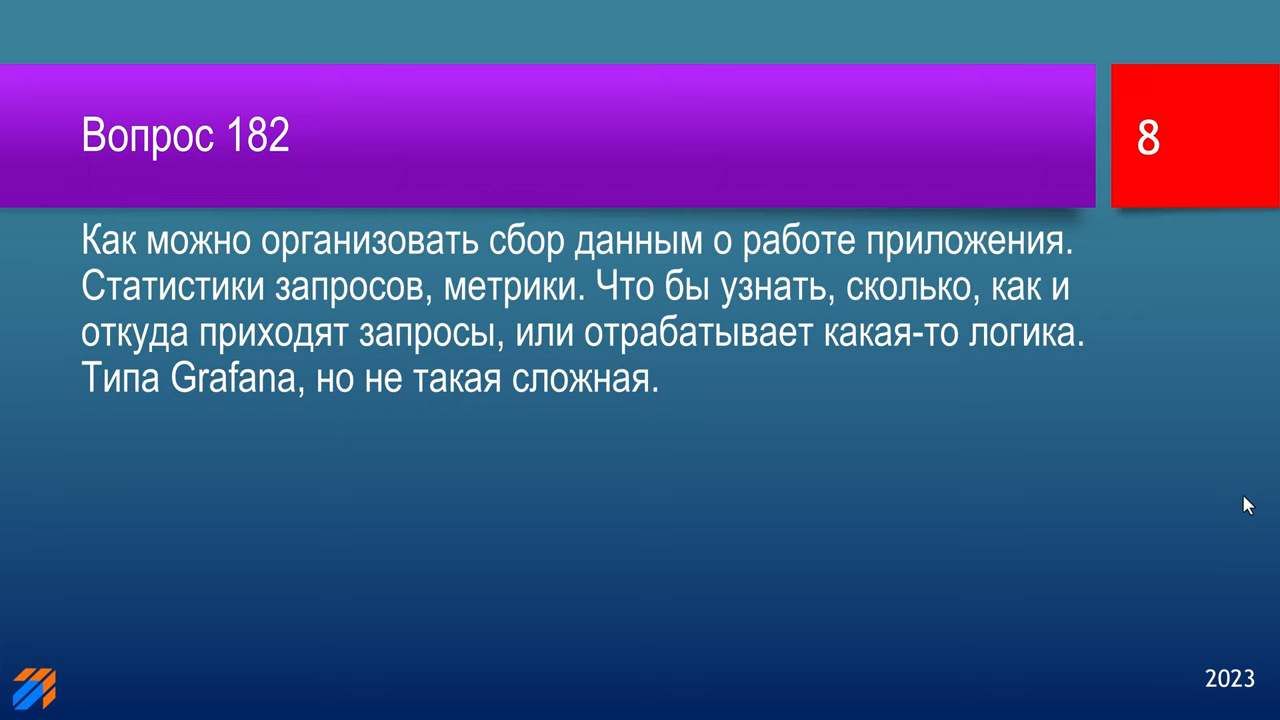 Вопрос 182
8
Как можно организовать сбор данным о работе приложения.
Статистики запросов, метрики. Что бы узнать, сколько, как и
откуда приходят запросы, или отрабатывает какая-то логика.
Типа Grafana, но не такая сложная.
2023